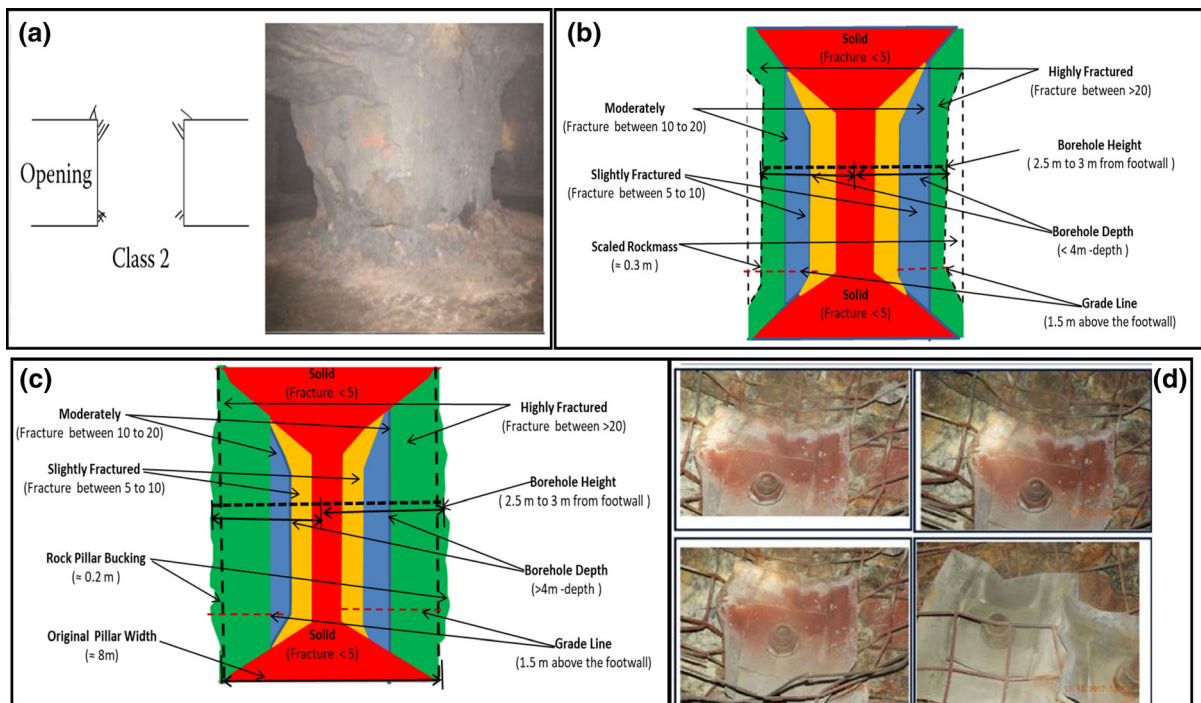 (a)
Opening
Class 2
(b)
Solid
(Fracture < 5)
Highly Fractured
(Fracture between >20)
Moderately
(Fracture between 10 to 20)
Borehole Height
( 2.5 m to 3 m from footwall )
Slightly Fractured
(Fracture between 5 to 10)
Borehole Depth
(< 4m -depth )
Scaled Rockmass
(≈ 0.3 m )
Grade Line
(1.5 m above the footwall)
Solid
(Fracture < 5)
(c)
Solid
(Fracture < 5)
Moderately
(Fracture between 10 to 20)
Highly Fractured
(Fracture between >20)
Slightly Fractured
(Fracture between 5 to 10)
Borehole Height
( 2.5 m to 3 m from footwall )
Rock Pillar Bucking
(≈ 0.2 m )
Borehole Depth
(>4m -depth )
Original Pillar Width
(≈ 8m)
Solid
(Fracture < 5)
Grade Line
(1.5 m above the footwall)
(d)